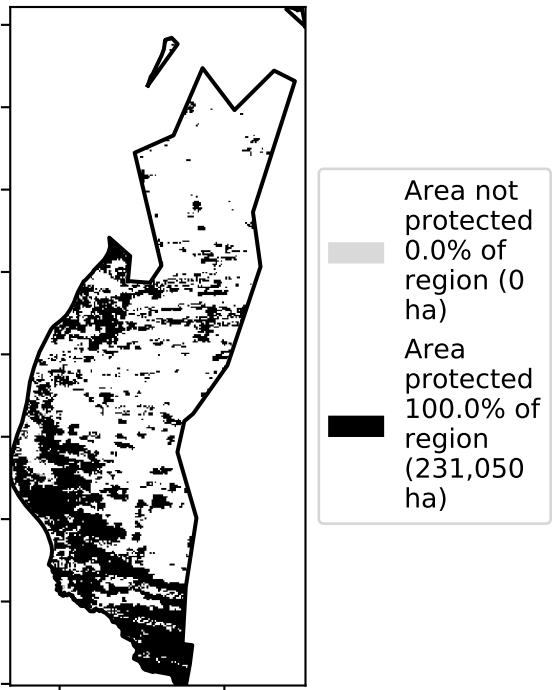 Area not
protected
0.0% of
region (0
ha)
Area
protected
100.0% of
region
(231,050
ha)